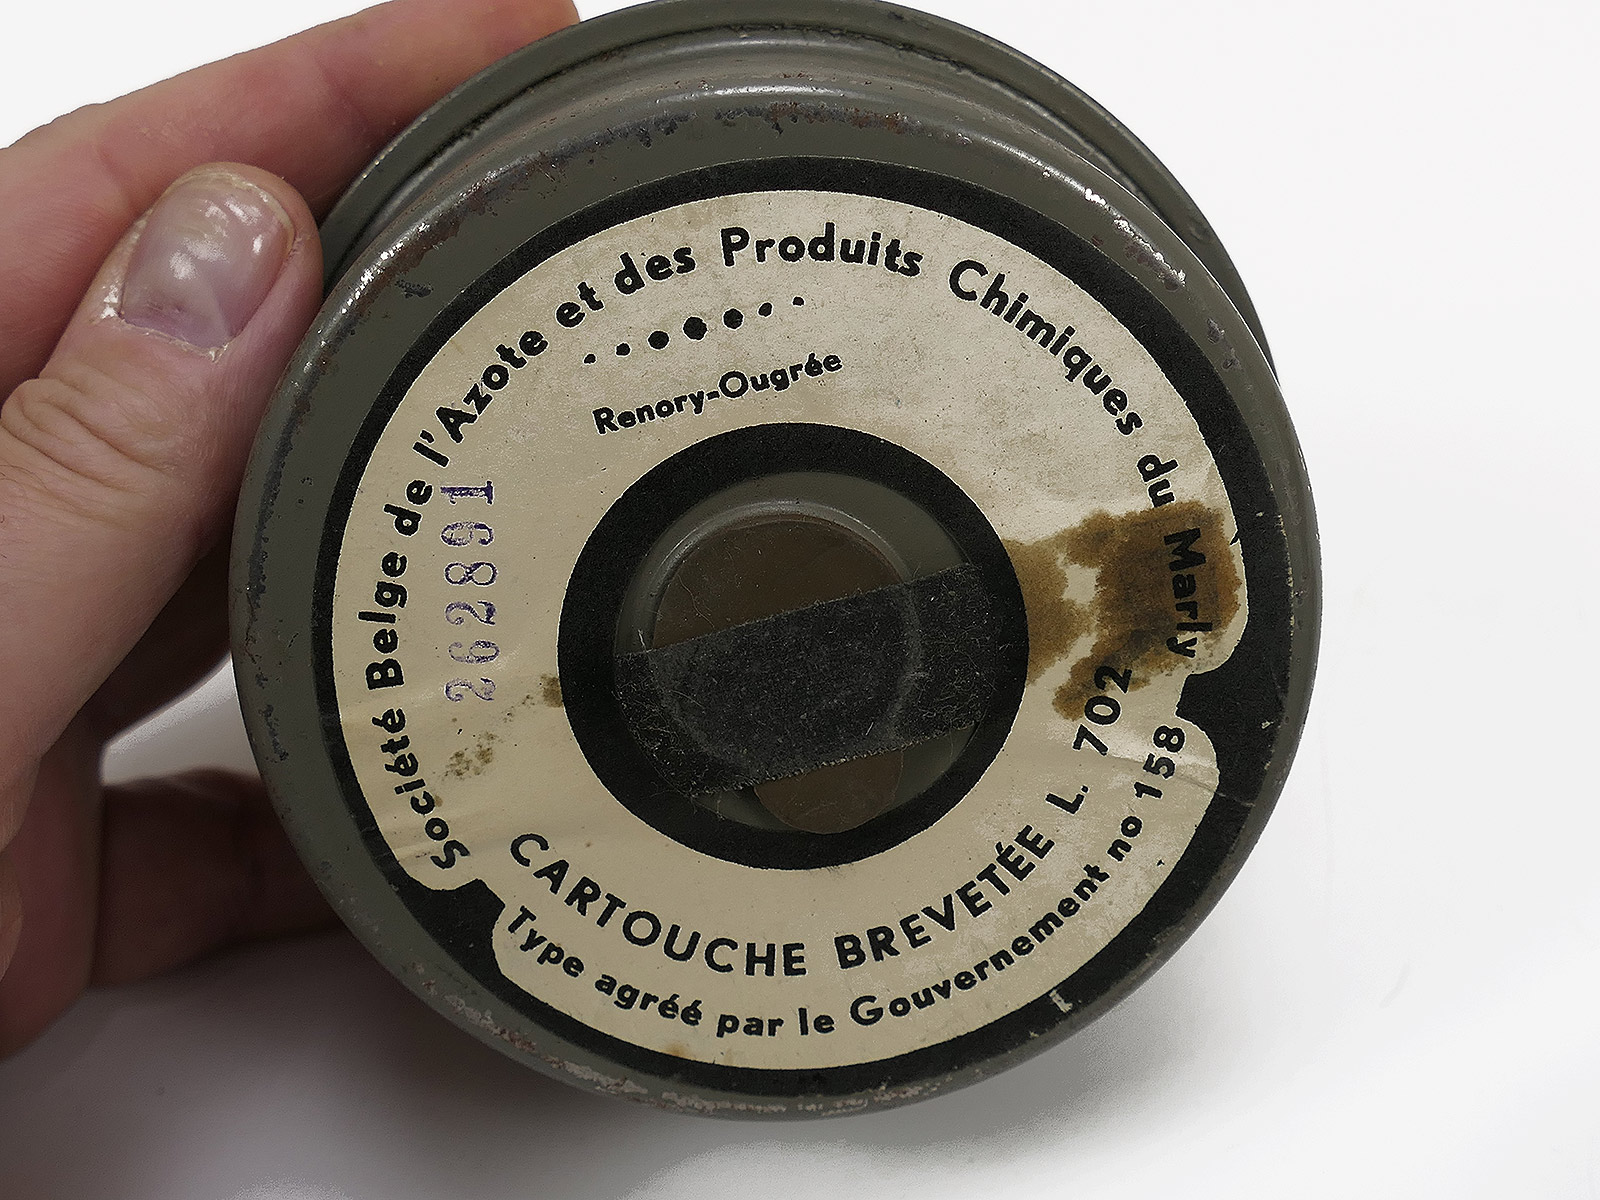 Société Belge de l'Azote et des Produits Chimiques du Marly
Renory-Ougrée
262891
CARTOUCHE BREVETÉE L. 702
Type agréé par le Gouvernement no 158